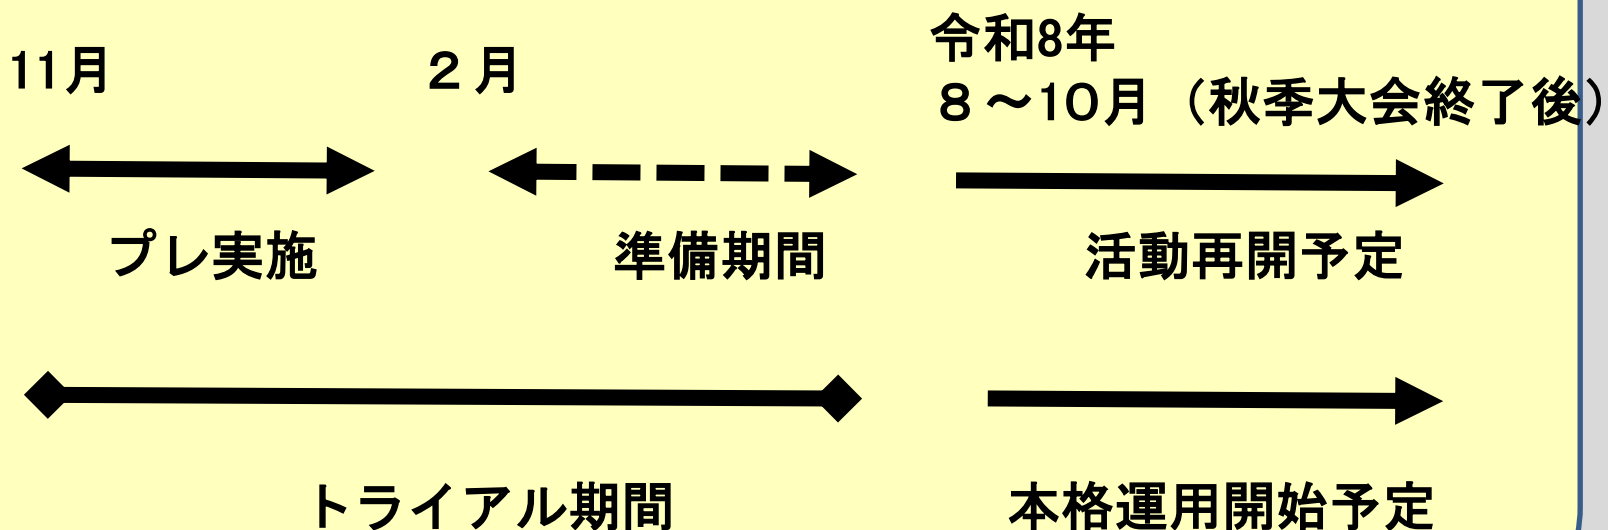 11月
２月
令和8年
８～10月（秋季大会終了後）
プレ実施
準備期間
活動再開予定
トライアル期間
本格運用開始予定